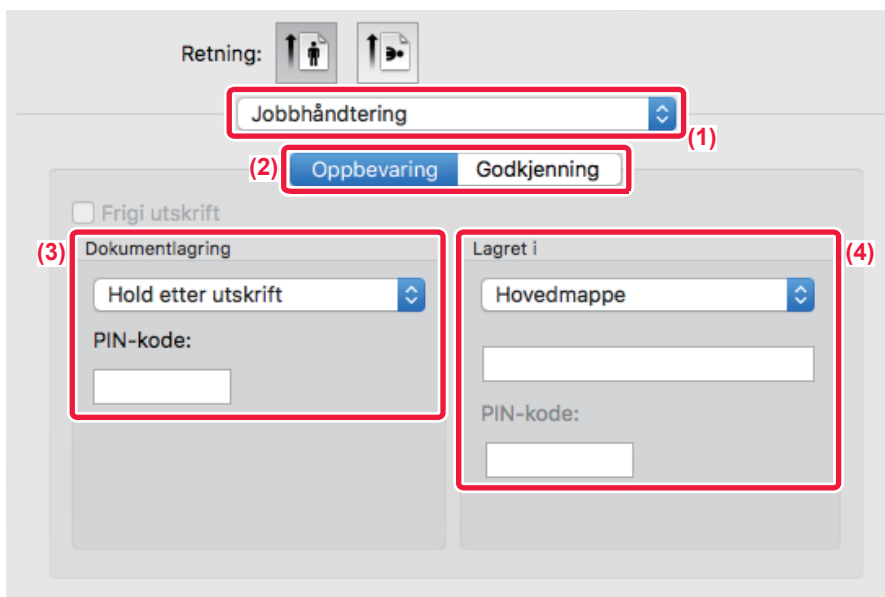 Retning:
Jobbhåndtering
(1)
(2) Oppbevaring Godkjenning
Frigi utskrift
(3) Dokumentlagring
Lagret i (4)
Hold etter utskrift
Hovedmappe
PIN-kode:
PIN-kode: